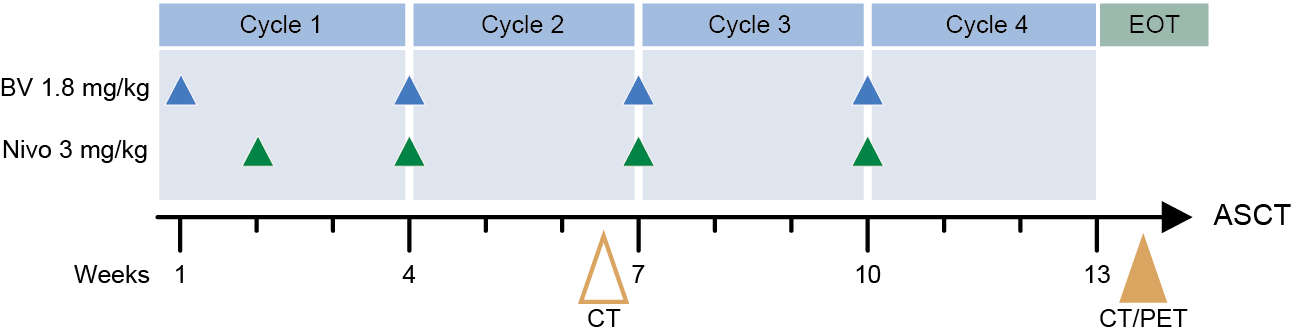 Cycle 1 Cycle 2 Cycle 3 Cycle 4 EOT
BV 1.8 mg/kg
Nivo 3 mg/kg
ASCT
Weeks 1 4 7 10 13
CT CT/PET